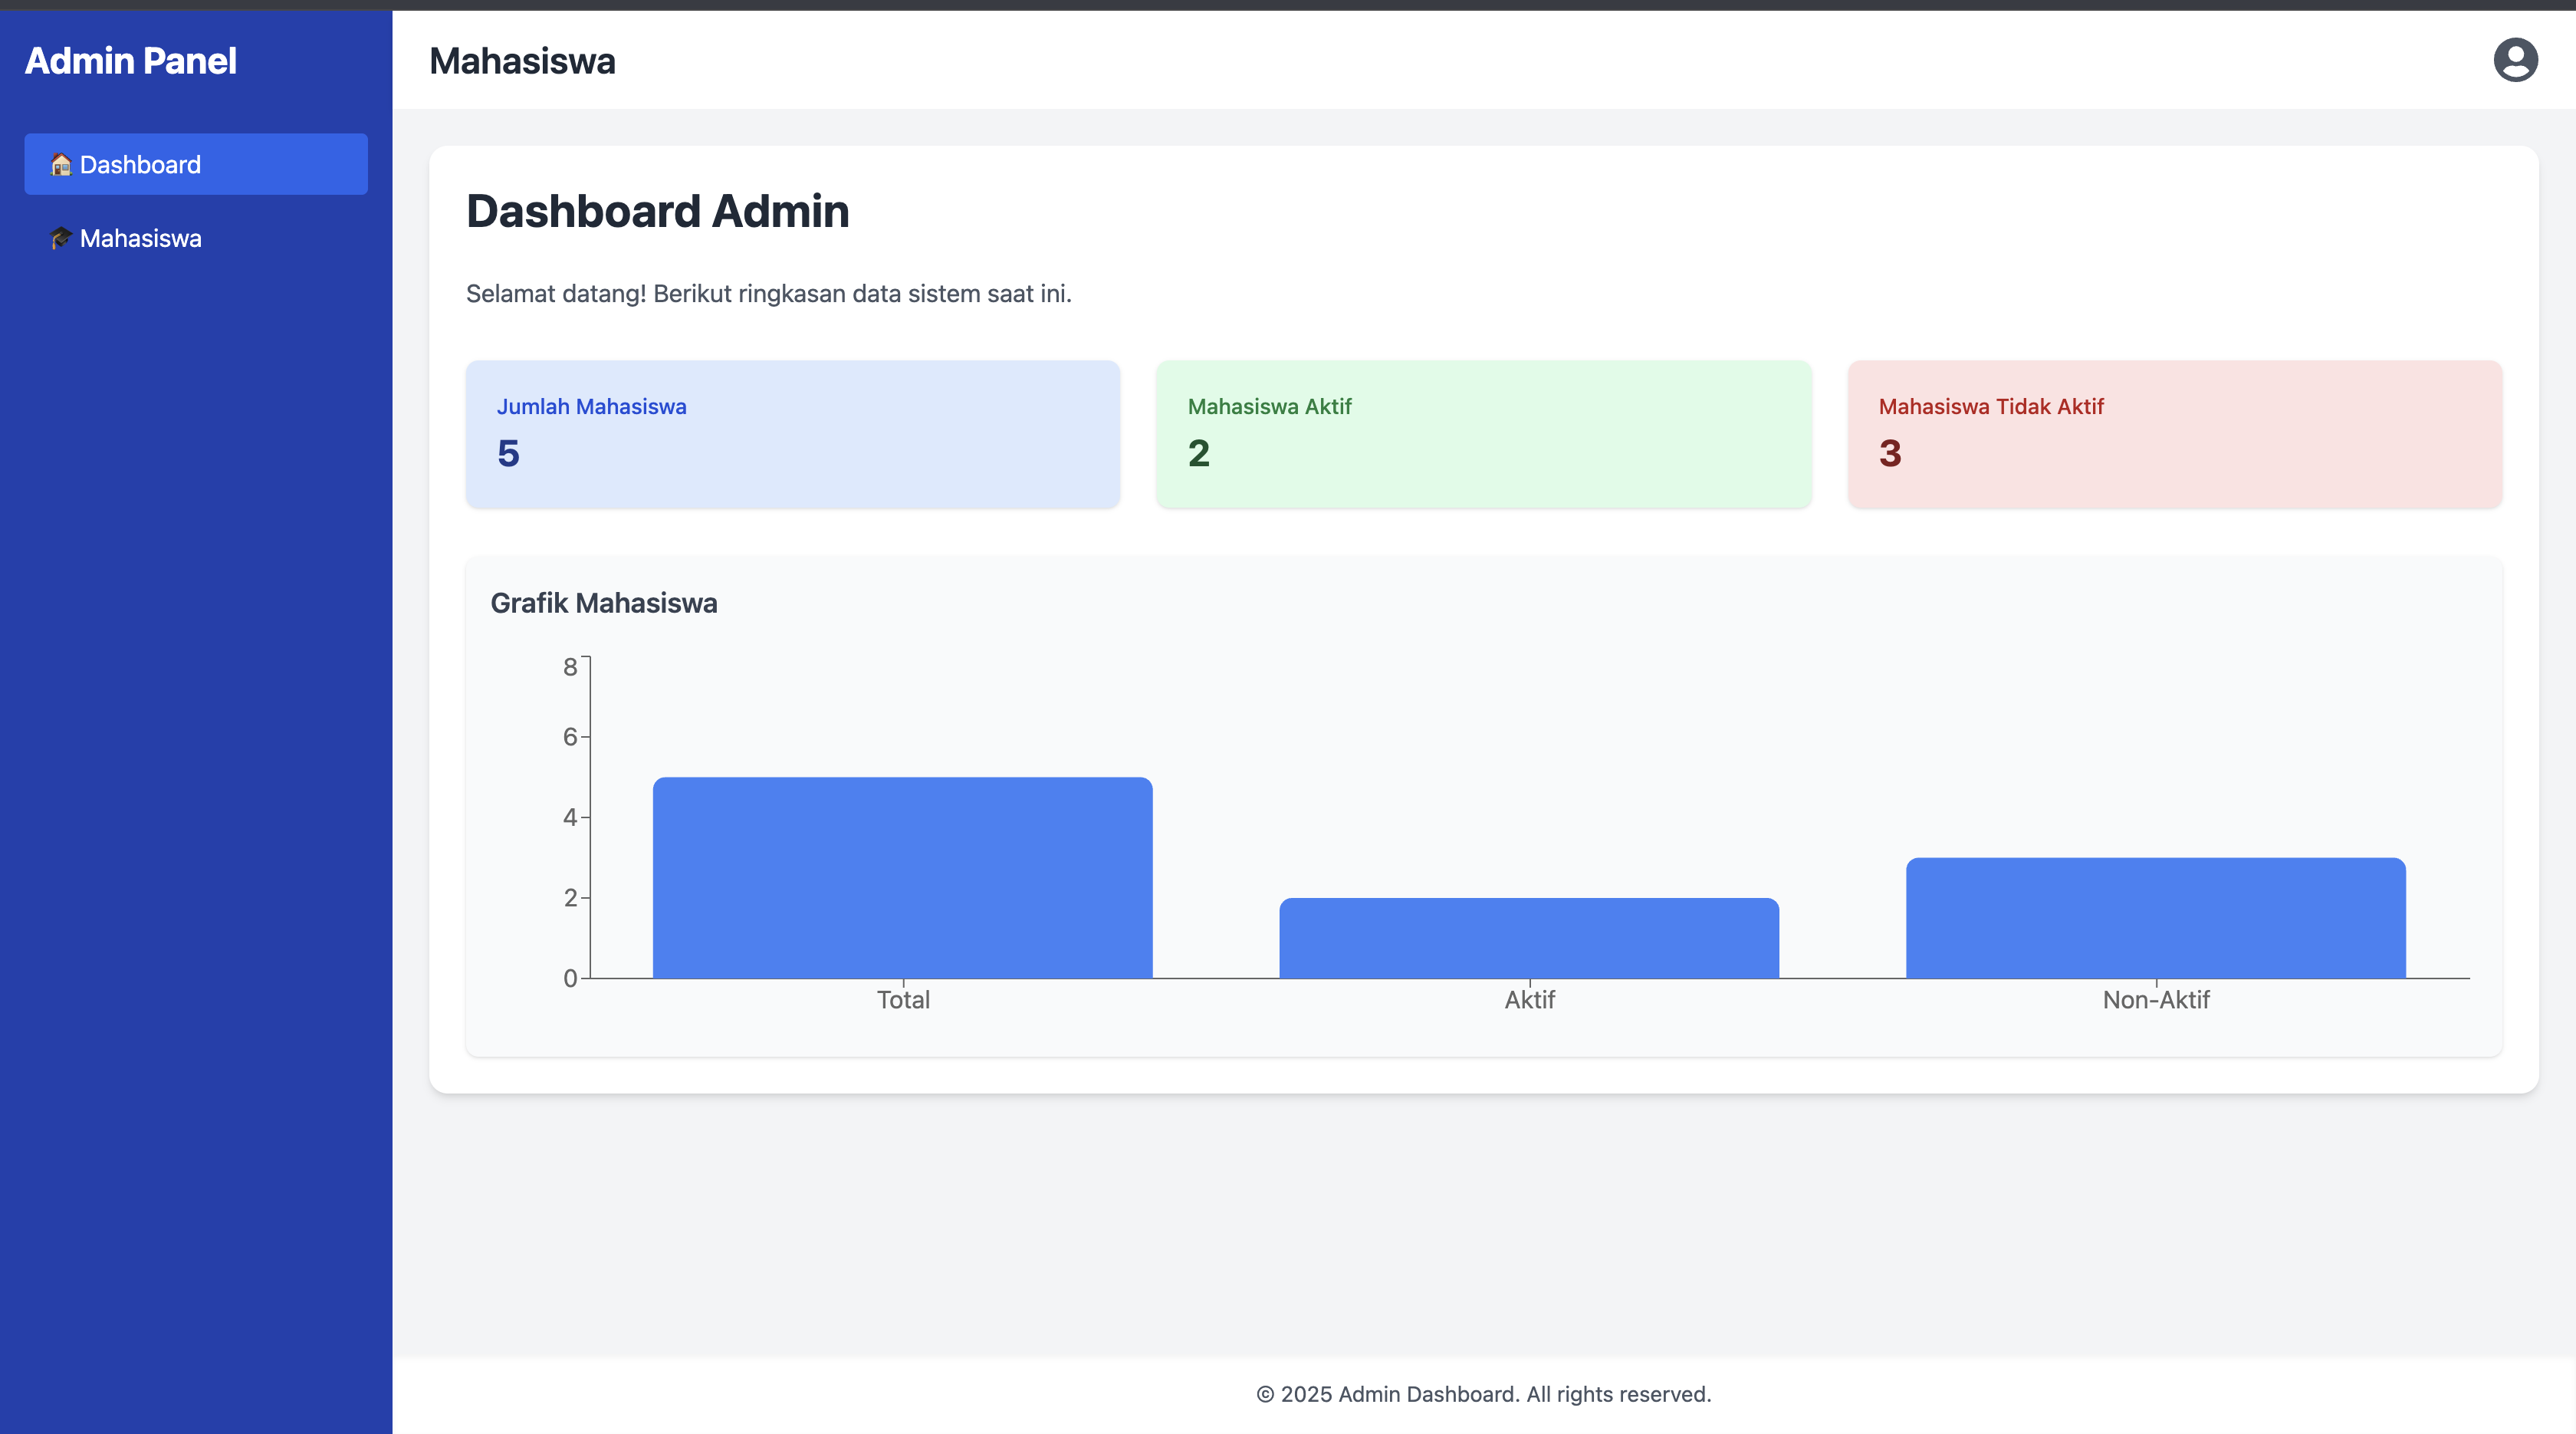 Admin Panel
🏠 Dashboard
🎓 Mahasiswa
Mahasiswa
Dashboard Admin
Selamat datang! Berikut ringkasan data sistem saat ini.
Jumlah Mahasiswa
5
Mahasiswa Aktif
2
Mahasiswa Tidak Aktif
3
Grafik Mahasiswa
8
6
4
2
0
Total
Aktif
Non-Aktif
© 2025 Admin Dashboard. All rights reserved.